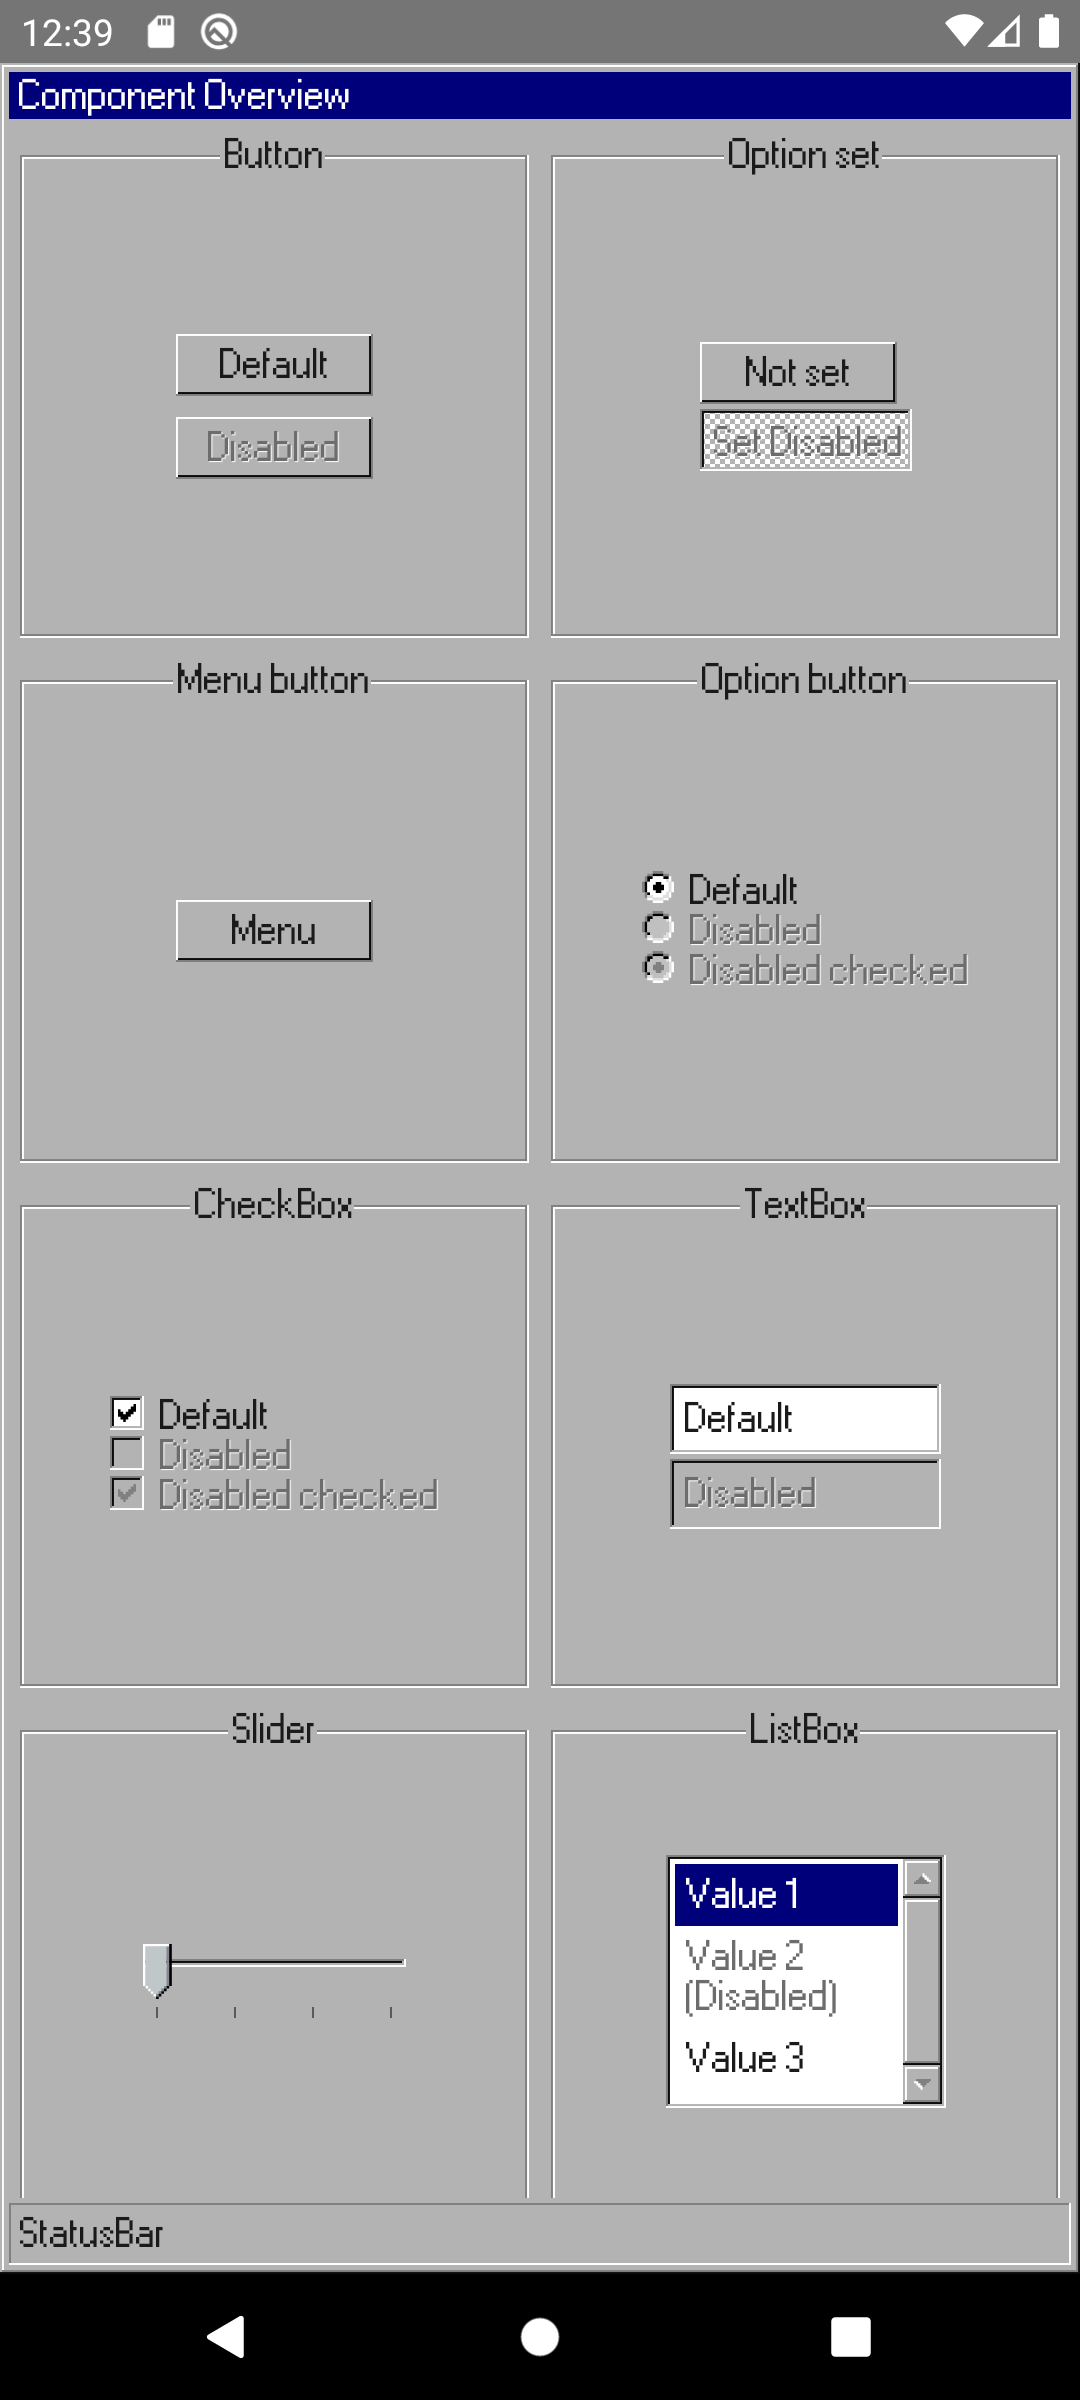 12:39
Component Overview
Button
Default
Disabled
Option set
Not set
Set Disabled
Menu button
Menu
Option button
Default
Disabled
Disabled checked
CheckBox
Default
Disabled
Disabled checked
TextBox
Default
Disabled
Slider
ListBox
Value 1
Value 2
(Disabled)
Value 3
StatusBar